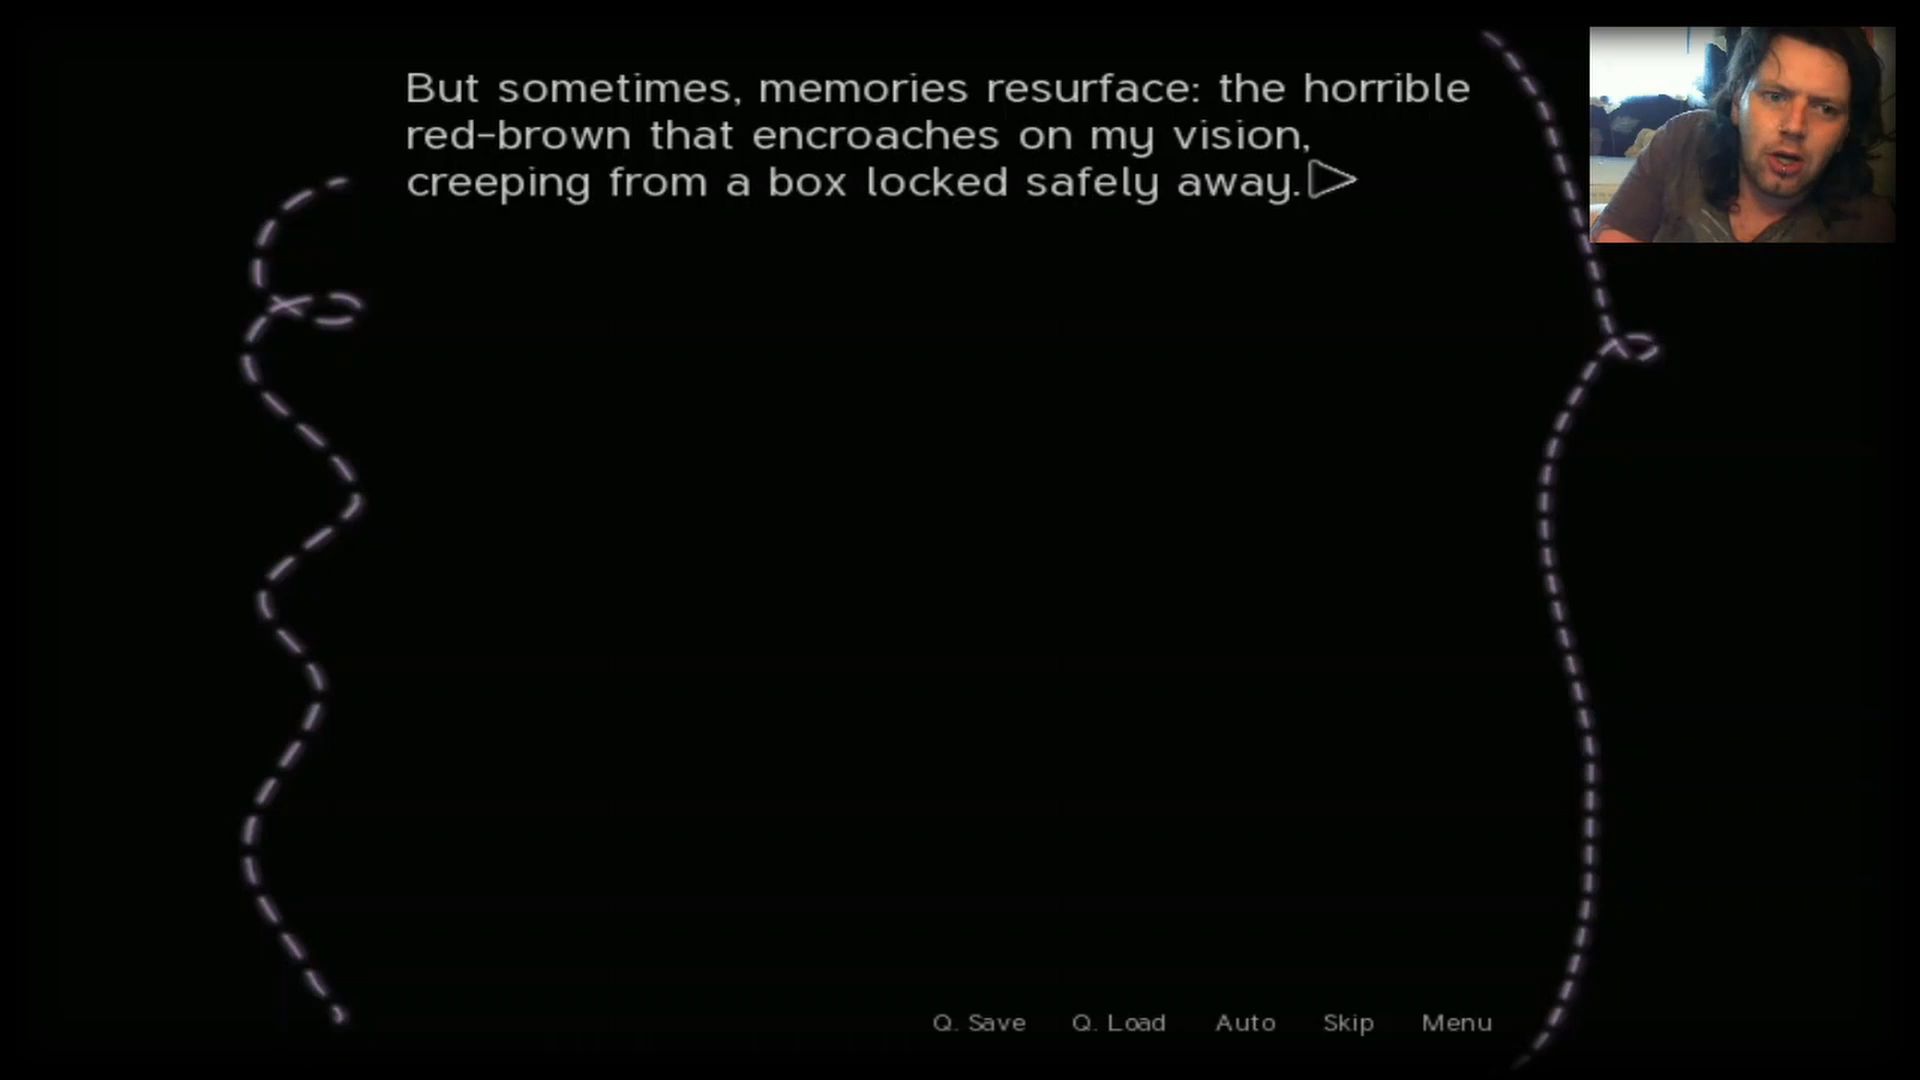 But sometimes, memories resurface: the horrible
red-brown that encroaches on my vision,
creeping from a box locked safely away.
Q. Save Q. Load Auto Skip Menu